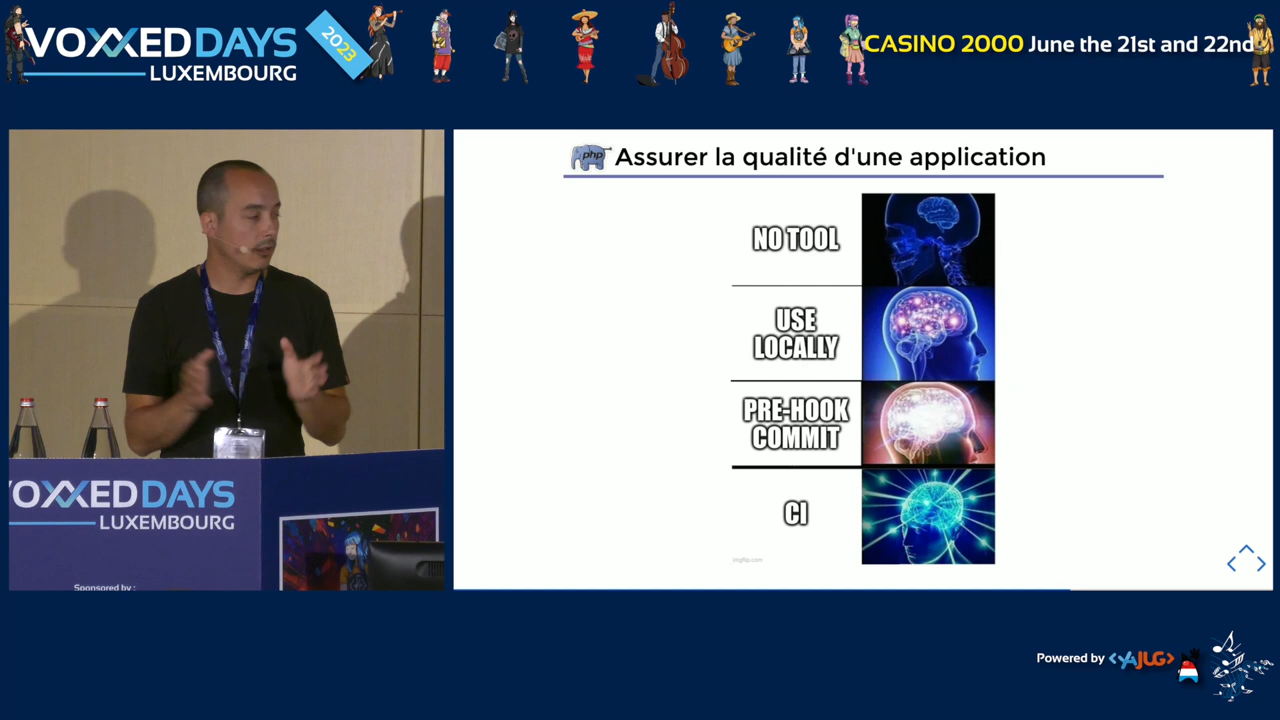 VOXXED DAYS
LUXEMBOURG
2023
CASINO 2000 June the 21st and 22nd
php Assurer la qualité d'une application
NO TOOL
USE
LOCALLY
PRE-HOOK
COMMIT
CI
imgflip.com
VOXXED DAYS
LUXEMBOURG
Sponsored by :
Powered by <YAJUG>